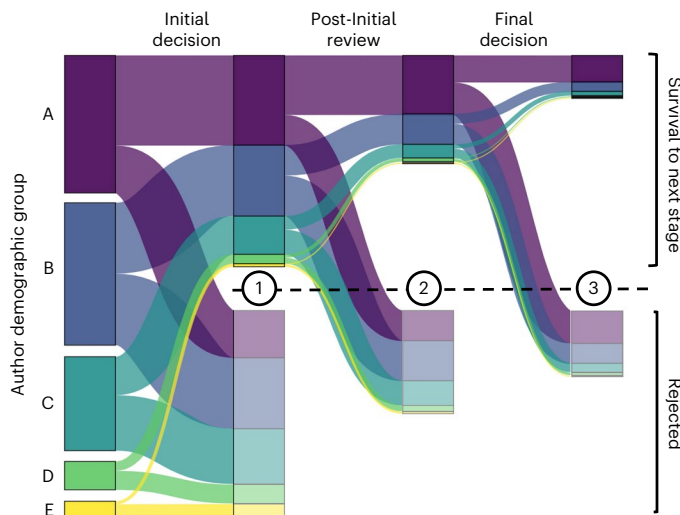 Initial
decision
Post-Initial
review
Final
decision
Author demographic group
A
B
C
D
E
1
2
3
Survival to next stage
Rejected